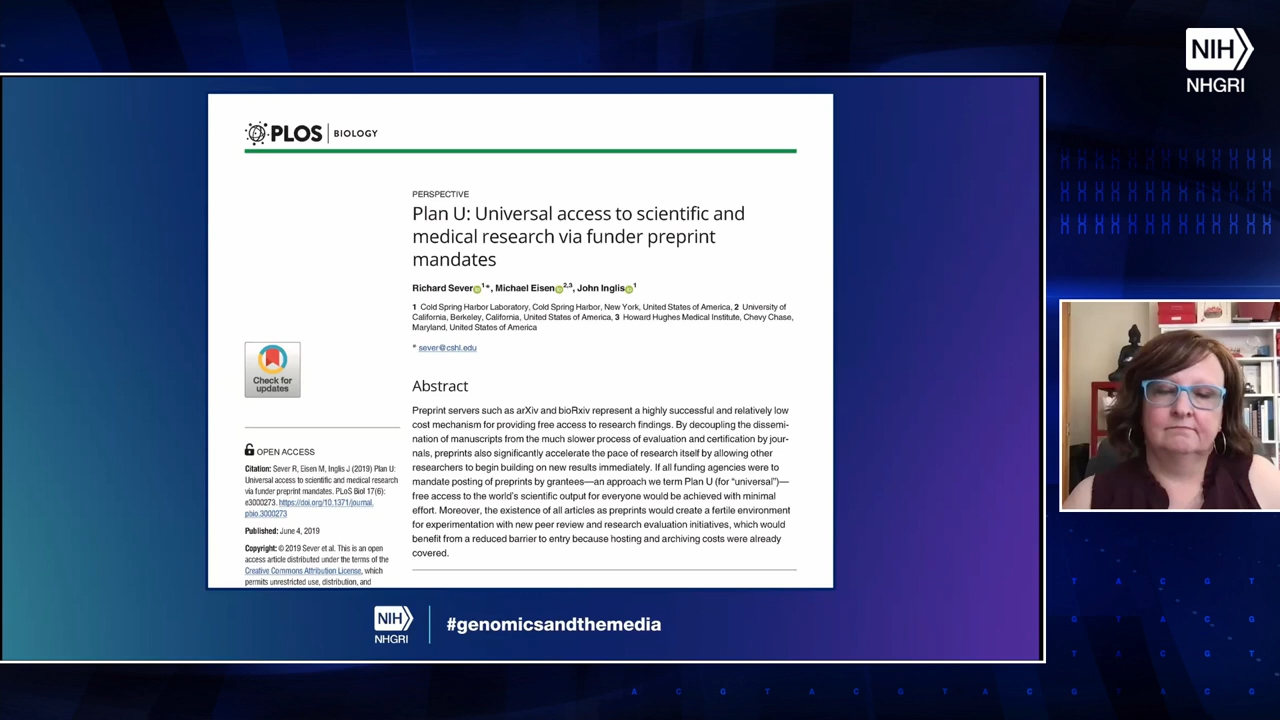 NIH
NHGRI
PLOS | BIOLOGY
PERSPECTIVE
Plan U: Universal access to scientific and
medical research via funder preprint
mandates
Richard Sever 1*, Michael Eisen 2,3, John Inglis 1
1 Cold Spring Harbor Laboratory, Cold Spring Harbor, New York, United States of America, 2 University of
California, Berkeley, California, United States of America, 3 Howard Hughes Medical Institute, Chevy Chase,
Maryland, United States of America
* sever@cshl.edu
Check for
updates
Abstract
Preprint servers such as arXiv and bioRxiv represent a highly successful and relatively low
cost mechanism for providing free access to research findings. By decoupling the dissemi-
nation of manuscripts from the much slower process of evaluation and certification by jour-
nals, preprints also significantly accelerate the pace of research itself by allowing other
researchers to begin building on new results immediately. If all funding agencies were to
mandate posting of preprints by grantees—an approach we term Plan U (for “universal”)—
free access to the world’s scientific output for everyone would be achieved with minimal
effort. Moreover, the existence of all articles as preprints would create a fertile environment
for experimentation with new peer review and research evaluation initiatives, which would
benefit from a reduced barrier to entry because hosting and archiving costs were already
covered.
OPEN ACCESS
Citation: Sever R, Eisen M, Inglis J (2019) Plan U:
Universal access to scientific and medical research
via funder preprint mandates. PLoS Biol 17(6):
e3000273. https://doi.org/10.1371/journal.
pbio.3000273
Published: June 4, 2019
Copyright: © 2019 Sever et al. This is an open
access article distributed under the terms of the
Creative Commons Attribution License, which
permits unrestricted use, distribution, and
NIH
NHGRI
#genomicsandthemedia
T A C G T
T A C G T
T A C G T
A C G T A C G T A C G T A C G